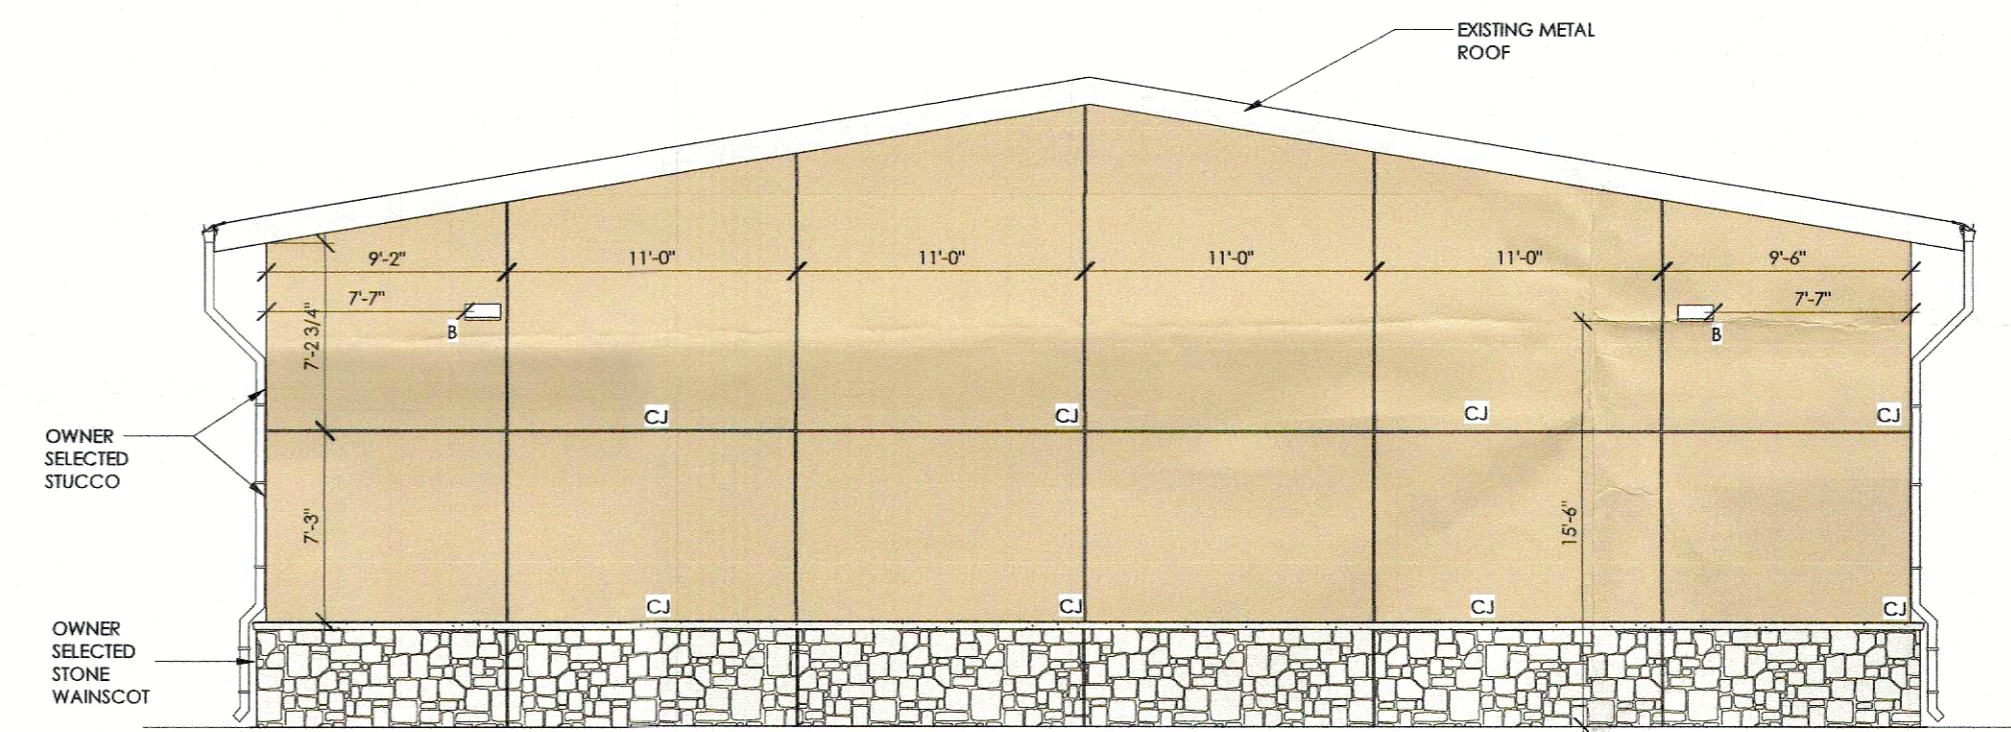 EXISTING METAL
ROOF
9'-2"
11'-0"
11'-0"
11'-0"
11'-0"
9'-6"
7'-7"
7'-7"
B
B
7'-2 3/4"
CJ
CJ
CJ
CJ
OWNER
SELECTED
STUCCO
7'-3"
15'-6"
CJ
CJ
CJ
CJ
OWNER
SELECTED
STONE
WAINSCOT